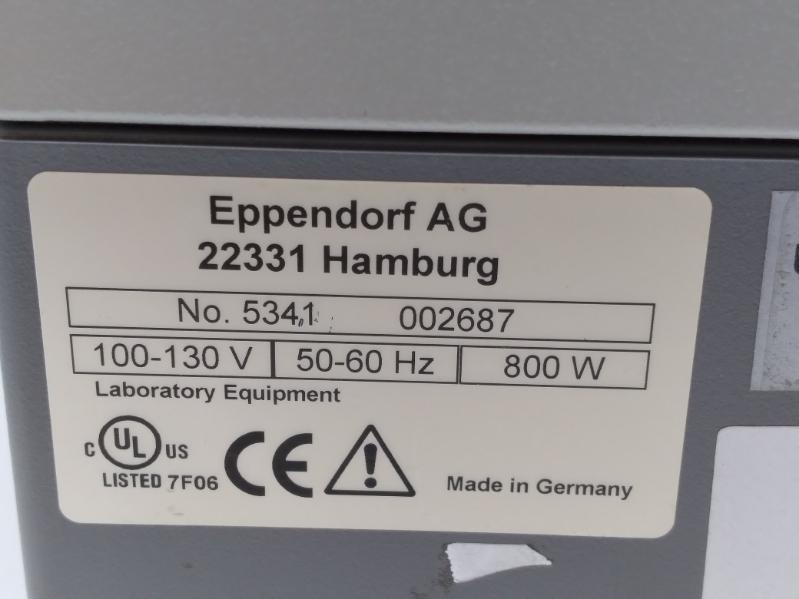 Eppendorf AG
22331 Hamburg
No. 5341 002687
100-130 V 50-60 Hz 800 W
Laboratory Equipment
C UL US
LISTED 7F06
CE
Made in Germany